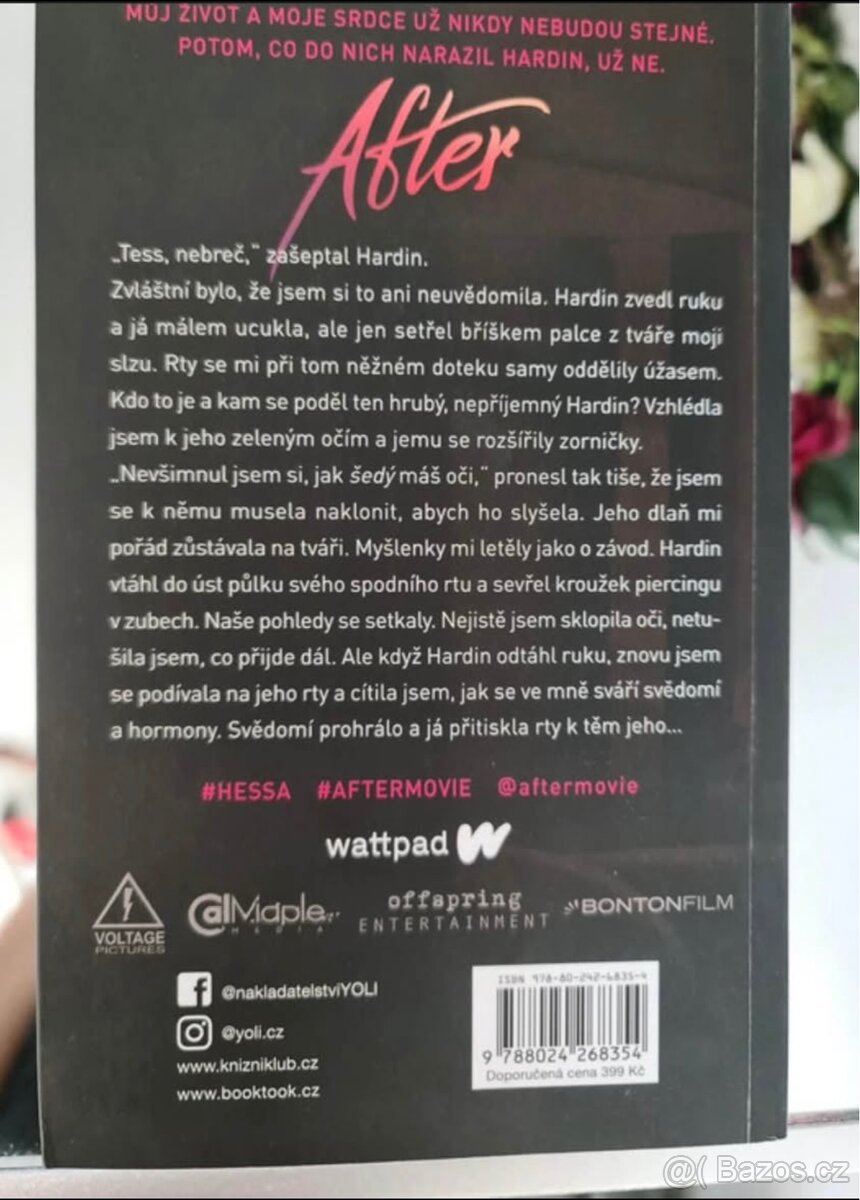 MŮJ ŽIVOT A MOJE SRDCE UŽ NIKDY NEBUDOU STEJNÉ.
POTOM, CO DO NICH NARAZIL HARDIN, UŽ NE.
After
„Tess, nebreč,“ zašeptal Hardin.
Zvláštní bylo, že jsem si to ani neuvědomila. Hardin zvedl ruku
a já málem ucukla, ale jen setřel bříškem palce z tváře moji
slzu. Rty se mi při tom něžném doteku samy oddělily úžasem.
Kdo to je a kam se poděl ten hrubý, nepříjemný Hardin? Vzhlédla
jsem k jeho zeleným očím a jemu se rozšířily zorničky.
„Nevšimnul jsem si, jak šedý máš oči,“ pronesl tak tiše, že jsem
se k němu musela naklonit, abych ho slyšela. Jeho dlaň mi
pořád zůstávala na tváři. Myšlenky mi letěly jako o závod. Hardin
vtáhl do úst půlku svého spodního rtu a sevřel kroužek piercingu
v zubech. Naše pohledy se setkaly. Nejistě jsem sklopila oči, netu-
šila jsem, co přijde dál. Ale když Hardin odtáhl ruku, znovu jsem
se podívala na jeho rty a cítila jsem, jak se ve mně sváří svědomí
a hormony. Svědomí prohrálo a já přitiskla rty k těm jeho...
#HESSA #AFTERMOVIE @aftermovie
wattpad W
VOLTAGE
PICTURES
CalMaple
MEDIA
offspring
ENTERTAINMENT
BONTONFILM
@nakladatelstviYOLI
@yoli.cz
www.knizniklub.cz
www.booktook.cz
ISBN 978-80-242-6835-4
9 788024 268354
Doporučená cena 399 Kč
@( Bazos.cz